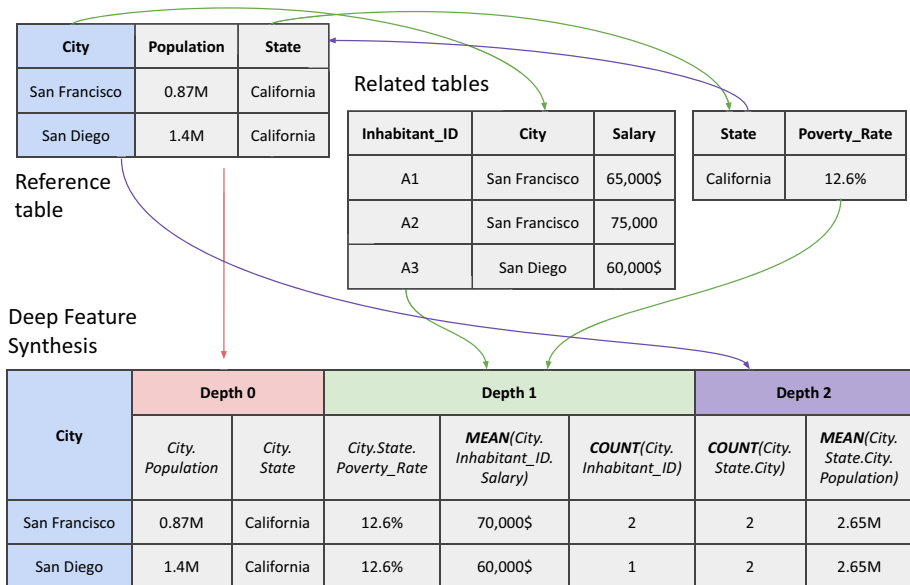 City Population State
San Francisco 0.87M California
San Diego 1.4M California
Reference
table
Related tables
Inhabitant_ID City Salary
A1 San Francisco 65,000$
A2 San Francisco 75,000
A3 San Diego 60,000$
State Poverty_Rate
California 12.6%
Deep Feature
Synthesis
City
Depth 0 Depth 1 Depth 2
City.
Population
City.
State
City.State.
Poverty_Rate
MEAN(City.
Inhabitant_ID.
Salary)
COUNT(City.
Inhabitant_ID)
COUNT(City.
State.City)
MEAN(City.
State.City.
Population)
San Francisco 0.87M California 12.6% 70,000$ 2 2 2.65M
San Diego 1.4M California 12.6% 60,000$ 1 2 2.65M